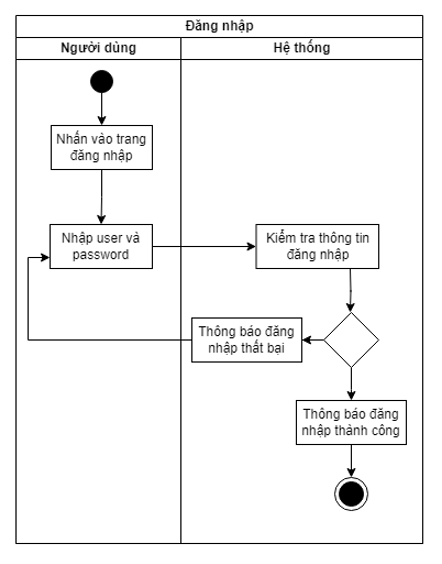 Đăng nhập
Người dùng
Hệ thống
Nhấn vào trang
đăng nhập
Nhập user và
password
Kiểm tra thông tin
đăng nhập
Thông báo đăng
nhập thất bại
Thông báo đăng
nhập thành công